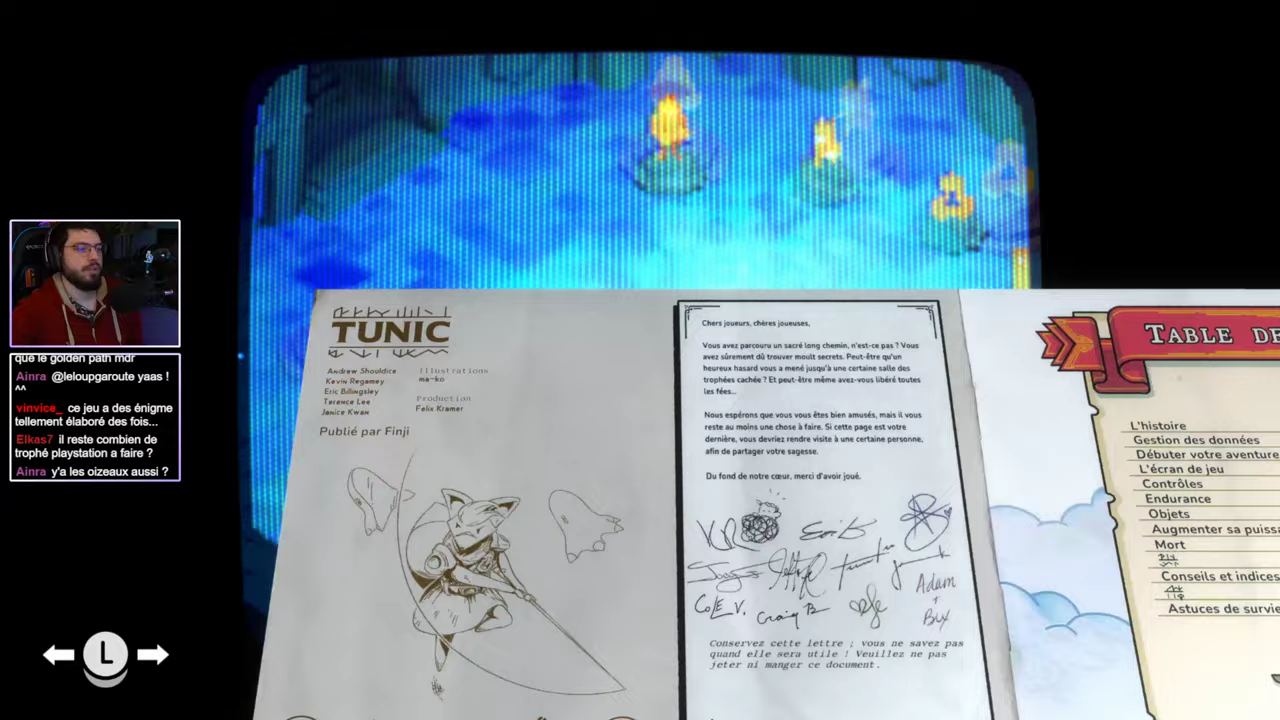 TUNIC
Andrew Shouldice
Kevin Regamey
Eric Billingsley
Terence Lee
Janice Kwan
Illustrations
ma-ko
Production
Felix Kramer
Publié par Finji
Chers joueurs, chères joueuses,
Vous avez parcouru un sacré long chemin, n'est-ce pas ? Vous
avez sûrement dû trouver moult secrets. Peut-être qu'un
heureux hasard vous a mené jusqu'à une certaine salle des
trophées cachée ? Et peut-être même avez-vous libéré toutes
les fées...
Nous espérons que vous vous êtes bien amusés, mais il vous
reste au moins une chose à faire. Si cette page est votre
dernière, vous devriez rendre visite à une certaine personne,
afin de partager votre sagesse.
Du fond de notre cœur, merci d'avoir joué.
Eric B
Cole V.
Craig B
Adam
+
Bex
Conservez cette lettre ; vous ne savez pas
quand elle sera utile ! Veuillez ne pas
jeter ni manger ce document.
TABLE DE
L'histoire
Gestion des données
Débuter votre aventure
L'écran de jeu
Contrôles
Endurance
Objets
Augmenter sa puiss
Mort
Conseils et indices
Astuces de survie
que le golden path mdr
Ainra @leloupgaroute yaas !
^^
vinvice_ ce jeu a des énigme
tellement élaboré des fois...
Elkas7 il reste combien de
trophé playstation a faire ?
Ainra y'a les oizeaux aussi ?
L